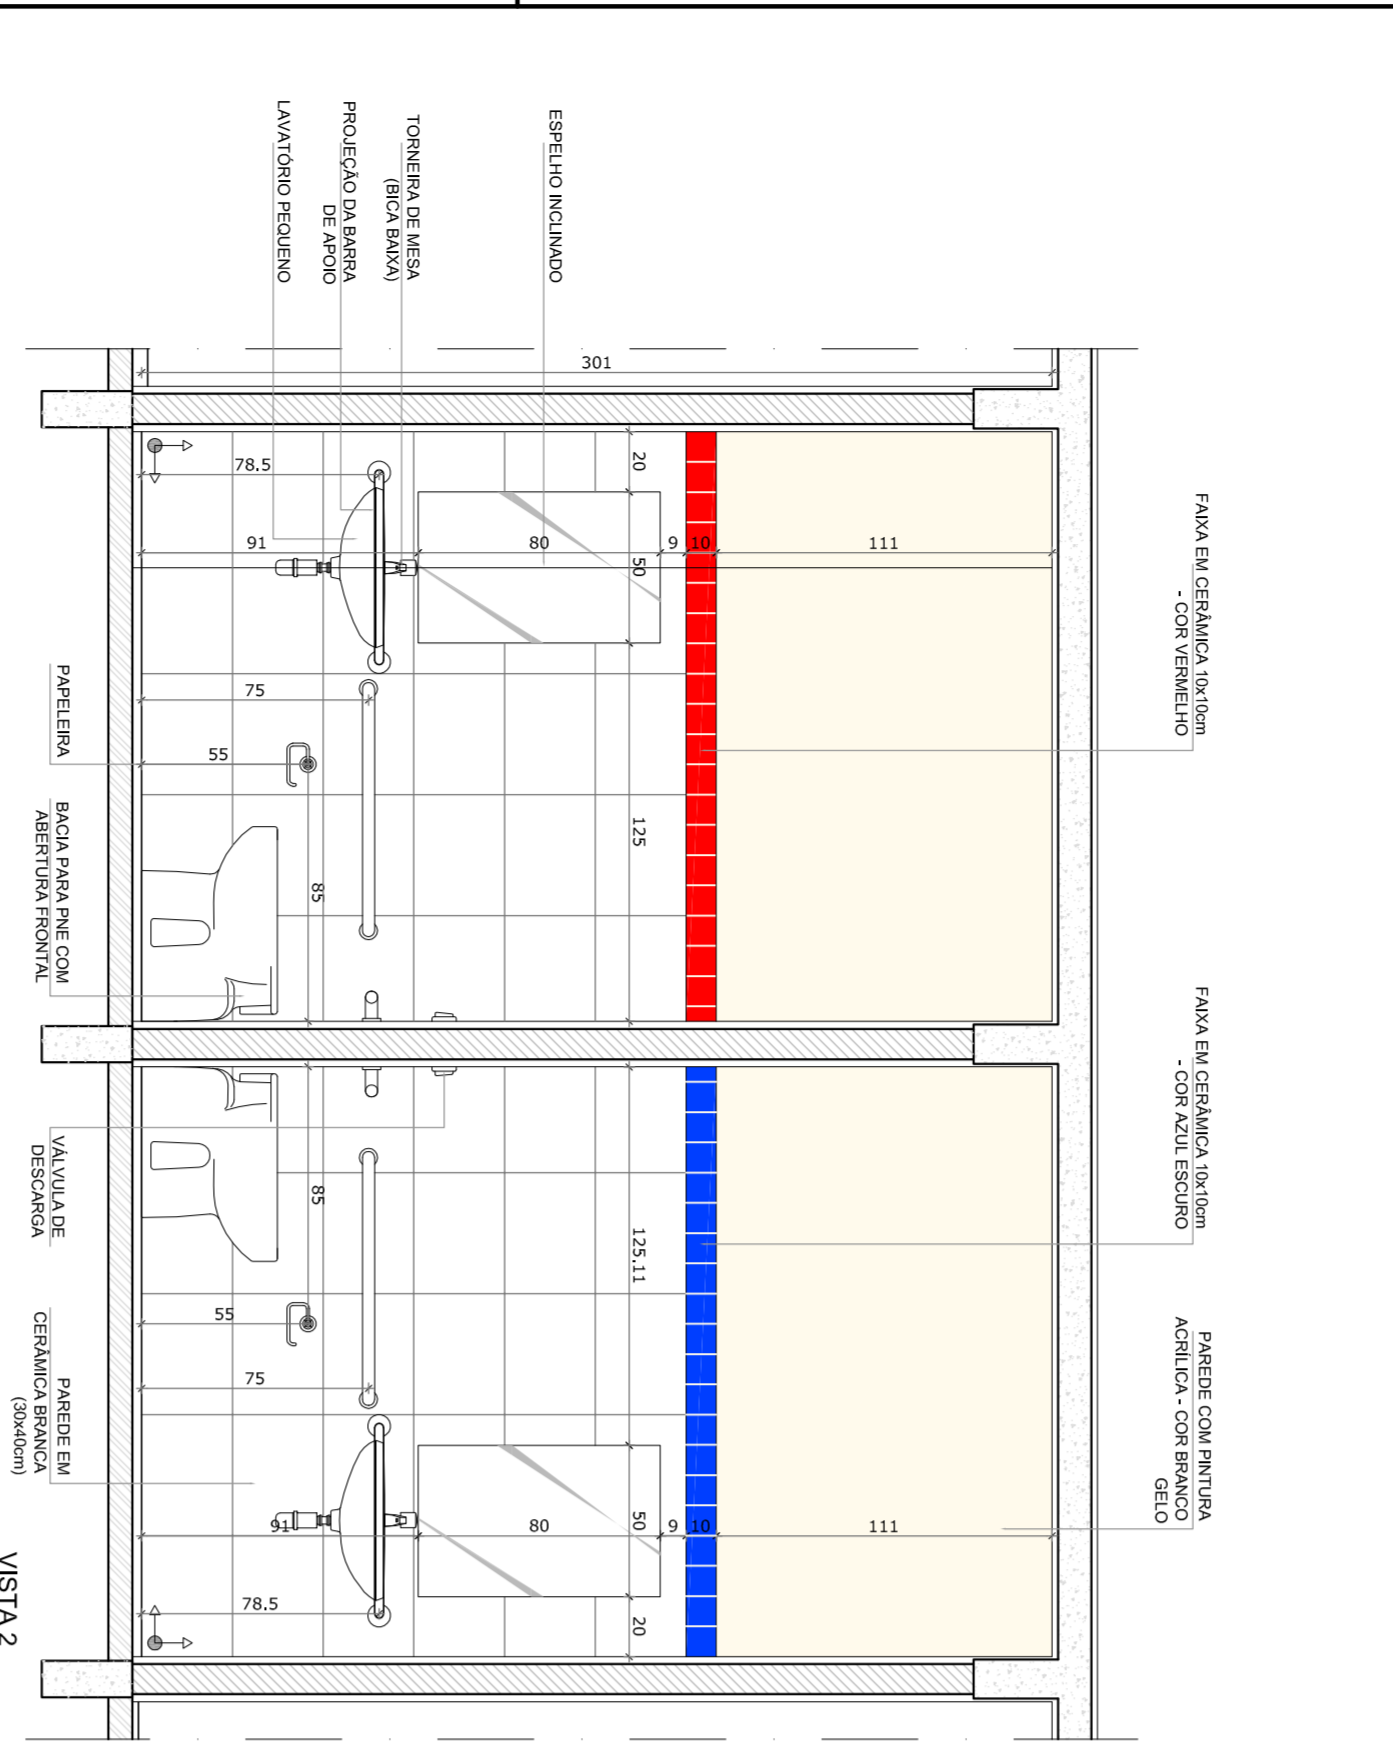 FAIXA EM CERÂMICA 10x10cm
- COR VERMELHO
FAIXA EM CERÂMICA 10x10cm
- COR AZUL ESCURO
PAREDE COM PINTURA
ACRÍLICA - COR BRANCO
GELO
ESPELHO INCLINADO
TORNEIRA DE MESA
(BICA BAIXA)
PROJEÇÃO DA BARRA
DE APOIO
LAVATÓRIO PEQUENO
301
111
10
9
80
91
78.5
20
50
125
75
55
85
111
10
9
80
91
78.5
125.11
50
20
85
55
75
PAPELEIRA
BACIA PARA PNE COM
ABERTURA FRONTAL
VÁLVULA DE
DESCARGA
PAREDE EM
CERÂMICA BRANCA
(30x40cm)
VISTA 2